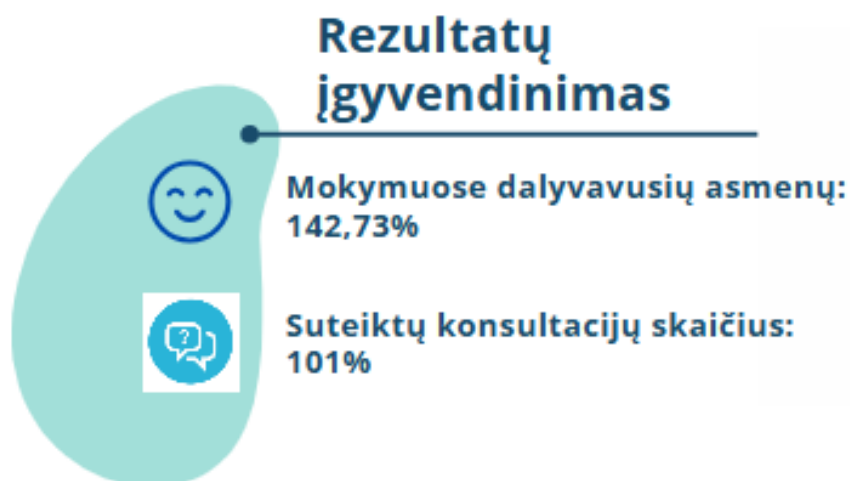 Rezultatų
įgyvendinimas
Mokymuose dalyvavusių asmenų:
142,73%
?
Suteiktų konsultacijų skaičius:
101%